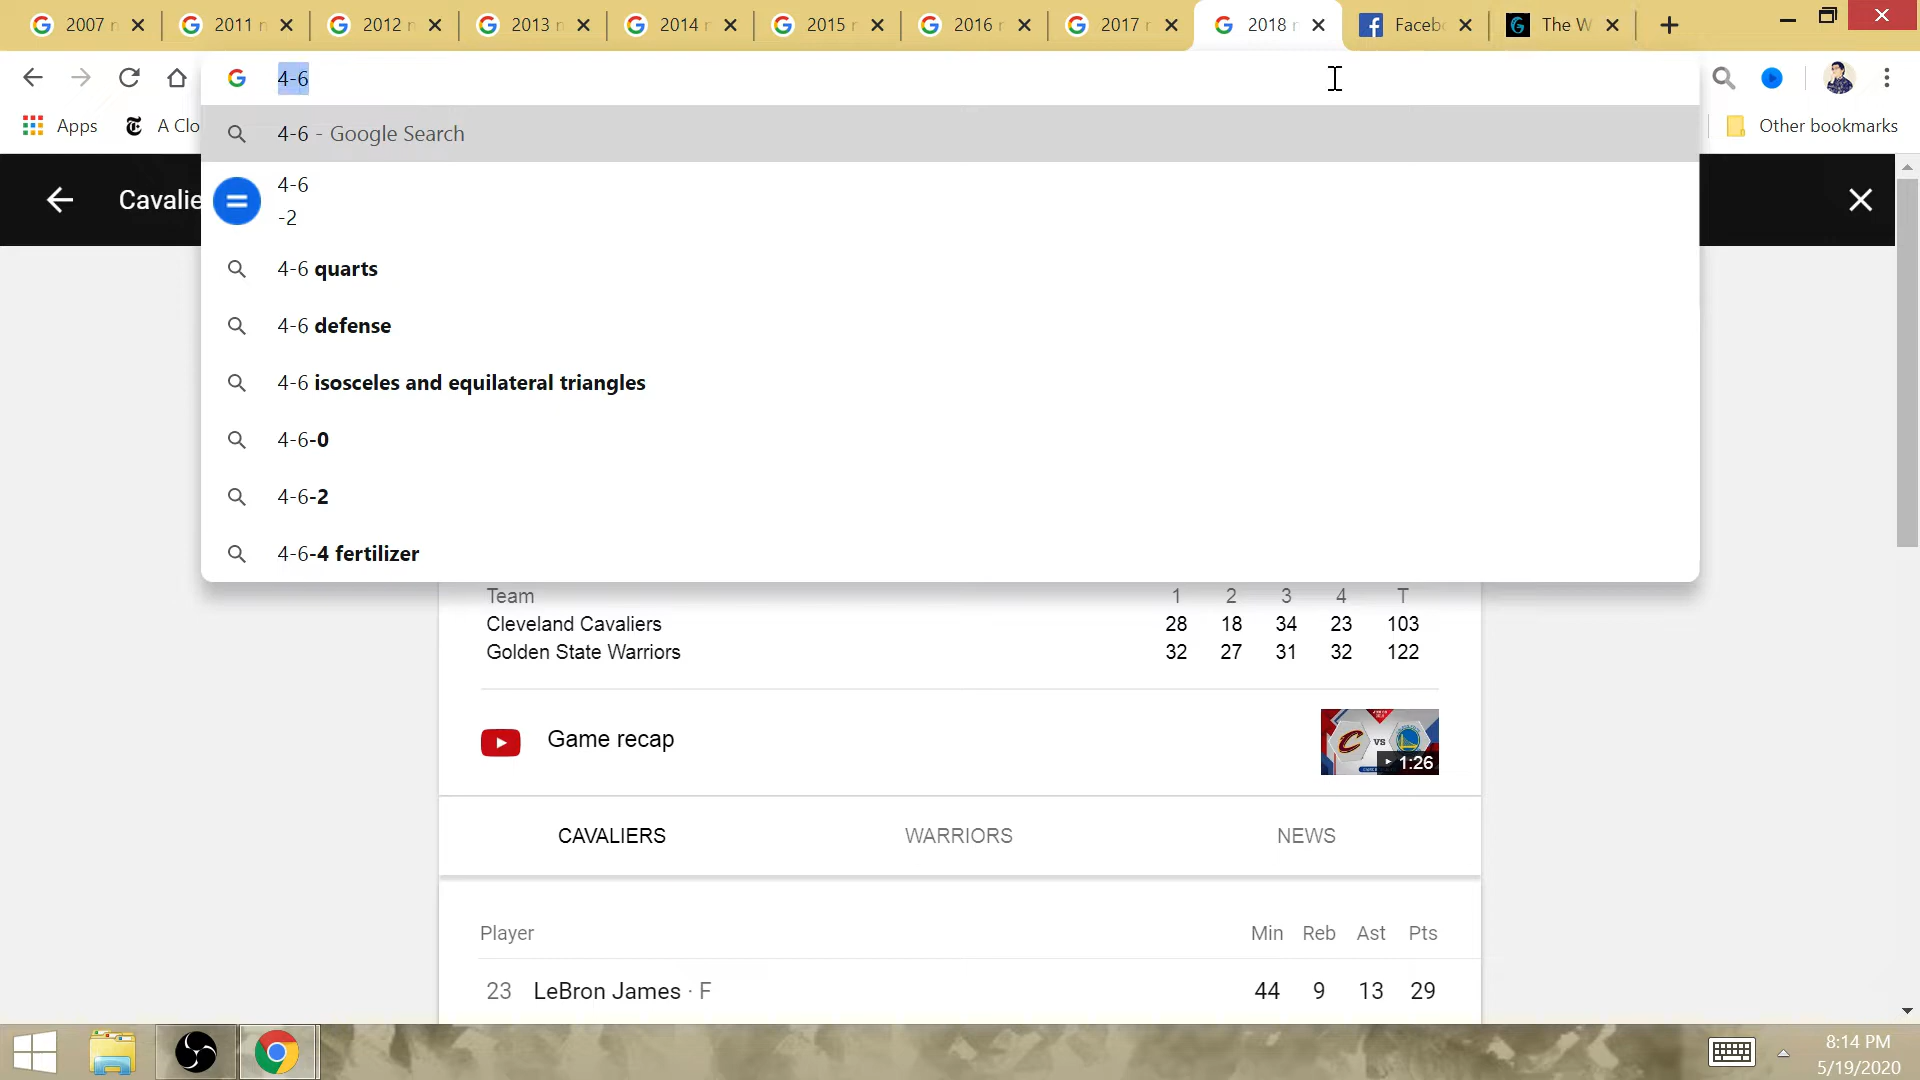 2007 n
2011 n
2012 n
2013 n
2014 n
2015 n
2016 n
2017 n
2018 n
Faceb
The W
4-6
Apps
A Clo
Other bookmarks
4-6 - Google Search
Cavalie
4-6
-2
4-6 quarts
4-6 defense
4-6 isosceles and equilateral triangles
4-6-0
4-6-2
4-6-4 fertilizer
Team 1 2 3 4 T
Cleveland Cavaliers 28 18 34 23 103
Golden State Warriors 32 27 31 32 122
Game recap
VS
1:26
CAVALIERS WARRIORS NEWS
Player Min Reb Ast Pts
23 LeBron James · F 44 9 13 29
8:14 PM
5/19/2020